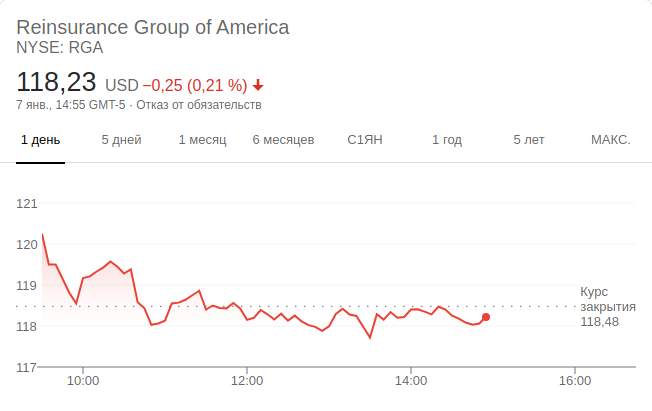 Reinsurance Group of America
NYSE: RGA
118,23 USD −0,25 (0,21 %)
7 янв., 14:55 GMT-5 · Отказ от обязательств
1 день 5 дней 1 месяц 6 месяцев С1ЯН 1 год 5 лет МАКС.
121
120
119
118
117
Курс
закрытия
118,48
10:00 12:00 14:00 16:00